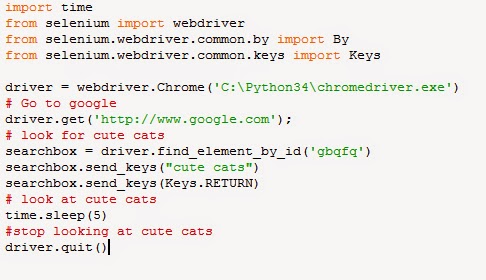 import time
from selenium import webdriver
from selenium.webdriver.common.by import By
from selenium.webdriver.common.keys import Keys
driver = webdriver.Chrome('C:\Python34\chromedriver.exe')
# Go to google
driver.get('http://www.google.com');
# look for cute cats
searchbox = driver.find_element_by_id('gbqfq')
searchbox.send_keys("cute cats")
searchbox.send_keys(Keys.RETURN)
# look at cute cats
time.sleep(5)
#stop looking at cute cats
driver.quit()